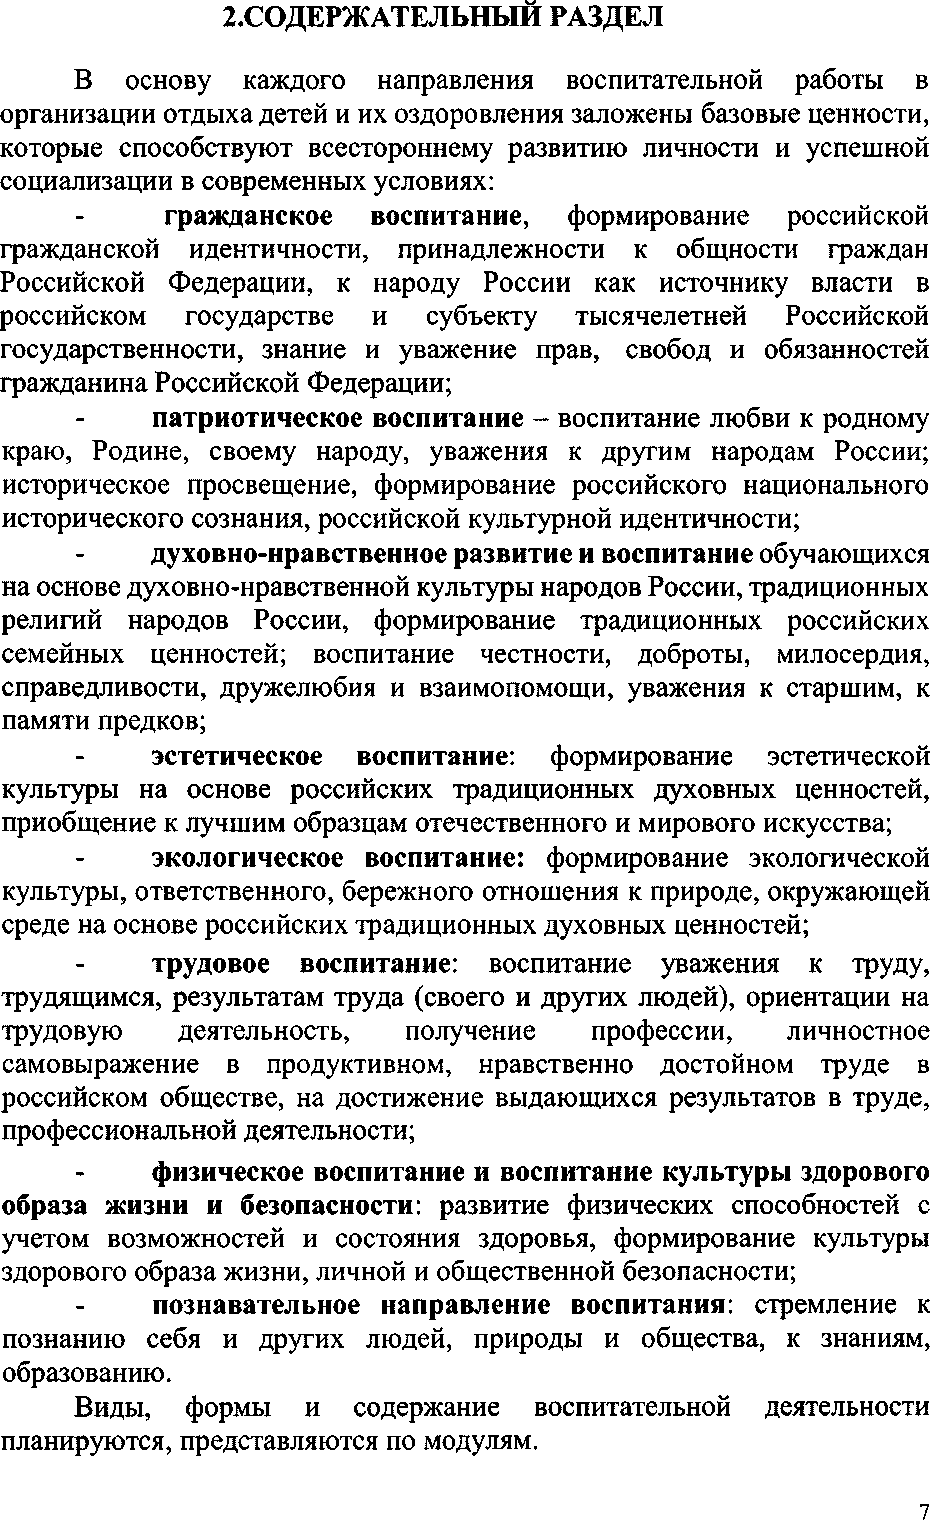 2.СОДЕРЖАТЕЛЬНЫЙ РАЗДЕЛ
В основу каждого направления воспитательной работы в
организации отдыха детей и их оздоровления заложены базовые ценности,
которые способствуют всестороннему развитию личности и успешной
социализации в современных условиях:
- гражданское воспитание, формирование российской
гражданской идентичности, принадлежности к общности граждан
Российской Федерации, к народу России как источнику власти в
российском государстве и субъекту тысячелетней Российской
государственности, знание и уважение прав, свобод и обязанностей
гражданина Российской Федерации;
- патриотическое воспитание – воспитание любви к родному
краю, Родине, своему народу, уважения к другим народам России;
историческое просвещение, формирование российского национального
исторического сознания, российской культурной идентичности;
- духовно-нравственное развитие и воспитание обучающихся
на основе духовно-нравственной культуры народов России, традиционных
религий народов России, формирование традиционных российских
семейных ценностей; воспитание честности, доброты, милосердия,
справедливости, дружелюбия и взаимопомощи, уважения к старшим, к
памяти предков;
- эстетическое воспитание: формирование эстетической
культуры на основе российских традиционных духовных ценностей,
приобщение к лучшим образцам отечественного и мирового искусства;
- экологическое воспитание: формирование экологической
культуры, ответственного, бережного отношения к природе, окружающей
среде на основе российских традиционных духовных ценностей;
- трудовое воспитание: воспитание уважения к труду,
трудящимся, результатам труда (своего и других людей), ориентации на
трудовую деятельность, получение профессии, личностное
самовыражение в продуктивном, нравственно достойном труде в
российском обществе, на достижение выдающихся результатов в труде,
профессиональной деятельности;
- физическое воспитание и воспитание культуры здорового
образа жизни и безопасности: развитие физических способностей с
учетом возможностей и состояния здоровья, формирование культуры
здорового образа жизни, личной и общественной безопасности;
- познавательное направление воспитания: стремление к
познанию себя и других людей, природы и общества, к знаниям,
образованию.
Виды, формы и содержание воспитательной деятельности
планируются, представляются по модулям.
7